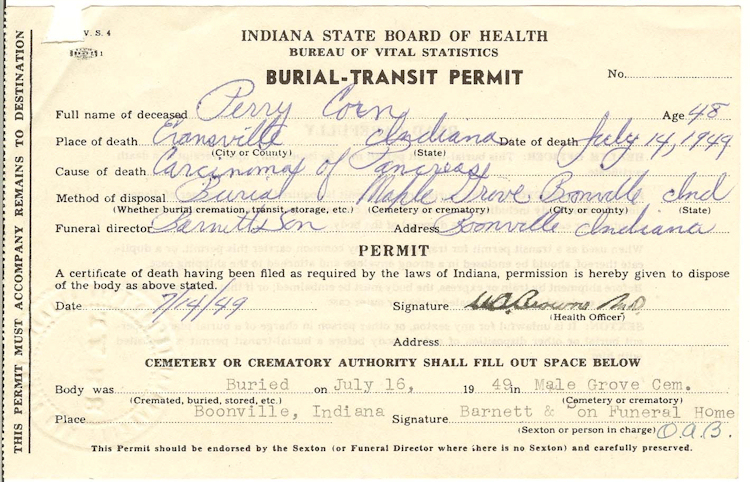 V. S. 4
INDIANA STATE BOARD OF HEALTH
BUREAU OF VITAL STATISTICS
BURIAL-TRANSIT PERMIT
No.
Full name of deceased Perry Corn Age 48
Place of death Evansville Indiana Date of death July 14, 1949
(City or County) (State)
Cause of death Carcinoma of Pancreas
Method of disposal Burial Maple Grove Boonville Ind
(Whether burial cremation, transit, storage, etc.) (Cemetery or crematory) (City or county) (State)
Funeral director Barnett & Son Address Boonville Indiana
PERMIT
A certificate of death having been filed as required by the laws of Indiana, permission is hereby given to dispose
of the body as above stated.
Date 7/14/49 Signature M.D.
(Health Officer)
Address
CEMETERY OR CREMATORY AUTHORITY SHALL FILL OUT SPACE BELOW
Body was Buried on July 16, 1949 in Male Grove Cem.
(Cremated, buried, stored, etc.) (Cemetery or crematory)
Place Boonville, Indiana Signature Barnett & on Funeral Home
(Sexton or person in charge) O.A.B.
This Permit should be endorsed by the Sexton (or Funeral Director where there is no Sexton) and carefully preserved.
THIS PERMIT MUST ACCOMPANY REMAINS TO DESTINATION